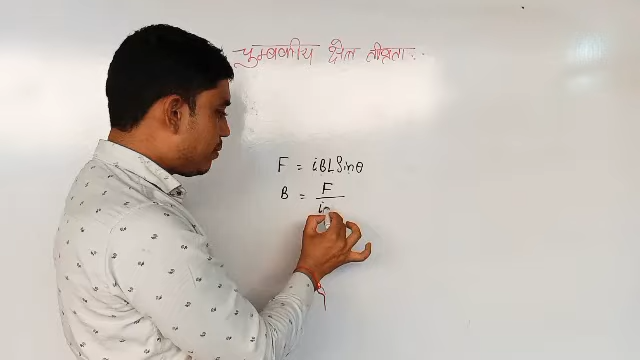 चुम्बकीय क्षेत्र तीव्रता :-
F = iBLSinθ
B = F
i